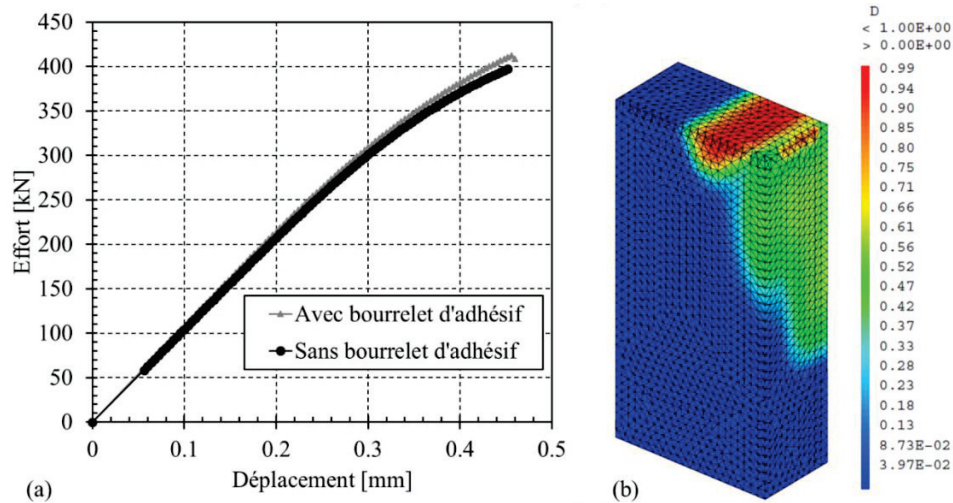 450
400
350
300
250
200
150
100
50
0
Effort [kN]
Avec bourrelet d'adhésif
Sans bourrelet d'adhésif
0 0.1 0.2 0.3 0.4 0.5
Déplacement [mm]
(a)
D
< 1.00E+00
> 0.00E+00
0.99
0.94
0.90
0.85
0.80
0.75
0.71
0.66
0.61
0.56
0.52
0.47
0.42
0.37
0.33
0.28
0.23
0.18
0.13
8.73E-02
3.97E-02
(b)